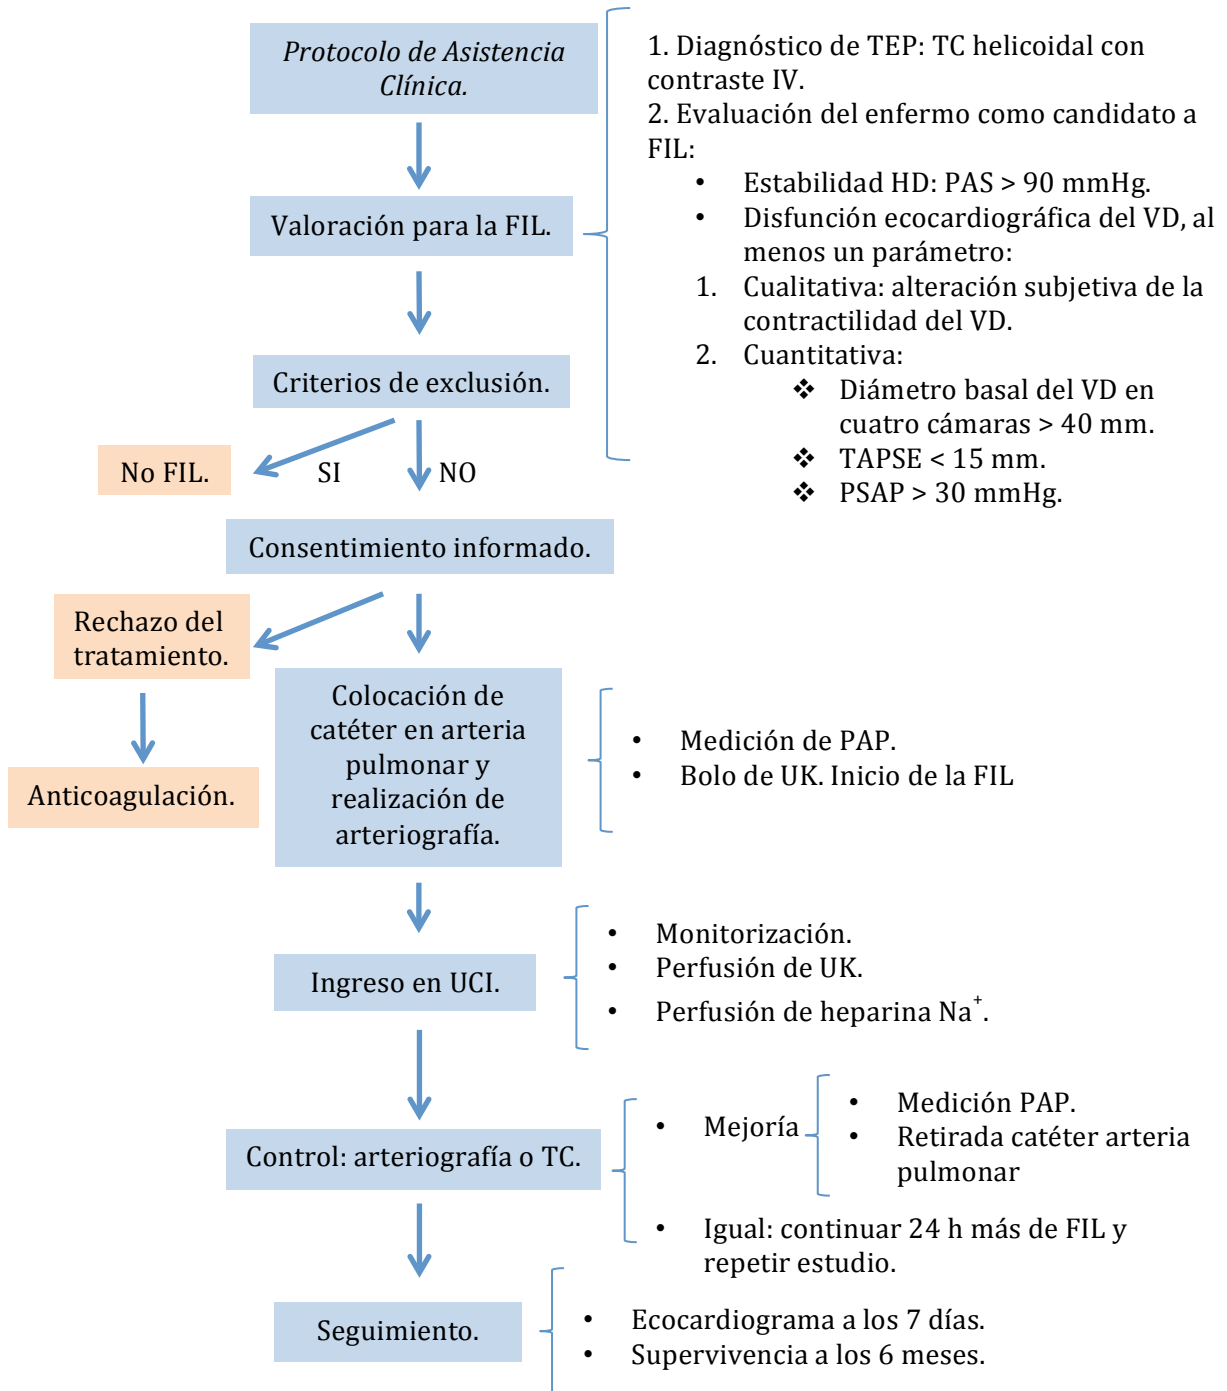 Protocolo de Asistencia
Clínica.
1. Diagnóstico de TEP: TC helicoidal con
contraste IV.
2. Evaluación del enfermo como candidato a
FIL:
• Estabilidad HD: PAS > 90 mmHg.
• Disfunción ecocardiográfica del VD, al
menos un parámetro:
1. Cualitativa: alteración subjetiva de la
contractilidad del VD.
2. Cuantitativa:
❖ Diámetro basal del VD en
cuatro cámaras > 40 mm.
❖ TAPSE < 15 mm.
❖ PSAP > 30 mmHg.
Valoración para la FIL.
Criterios de exclusión.
No FIL.
SI
NO
Consentimiento informado.
Rechazo del
tratamiento.
Anticoagulación.
Colocación de
catéter en arteria
pulmonar y
realización de
arteriografía.
• Medición de PAP.
• Bolo de UK. Inicio de la FIL
Ingreso en UCI.
• Monitorización.
• Perfusión de UK.
• Perfusión de heparina Na⁺.
Control: arteriografía o TC.
• Mejoría
• Medición PAP.
• Retirada catéter arteria
pulmonar
• Igual: continuar 24 h más de FIL y
repetir estudio.
Seguimiento.
• Ecocardiograma a los 7 días.
• Supervivencia a los 6 meses.